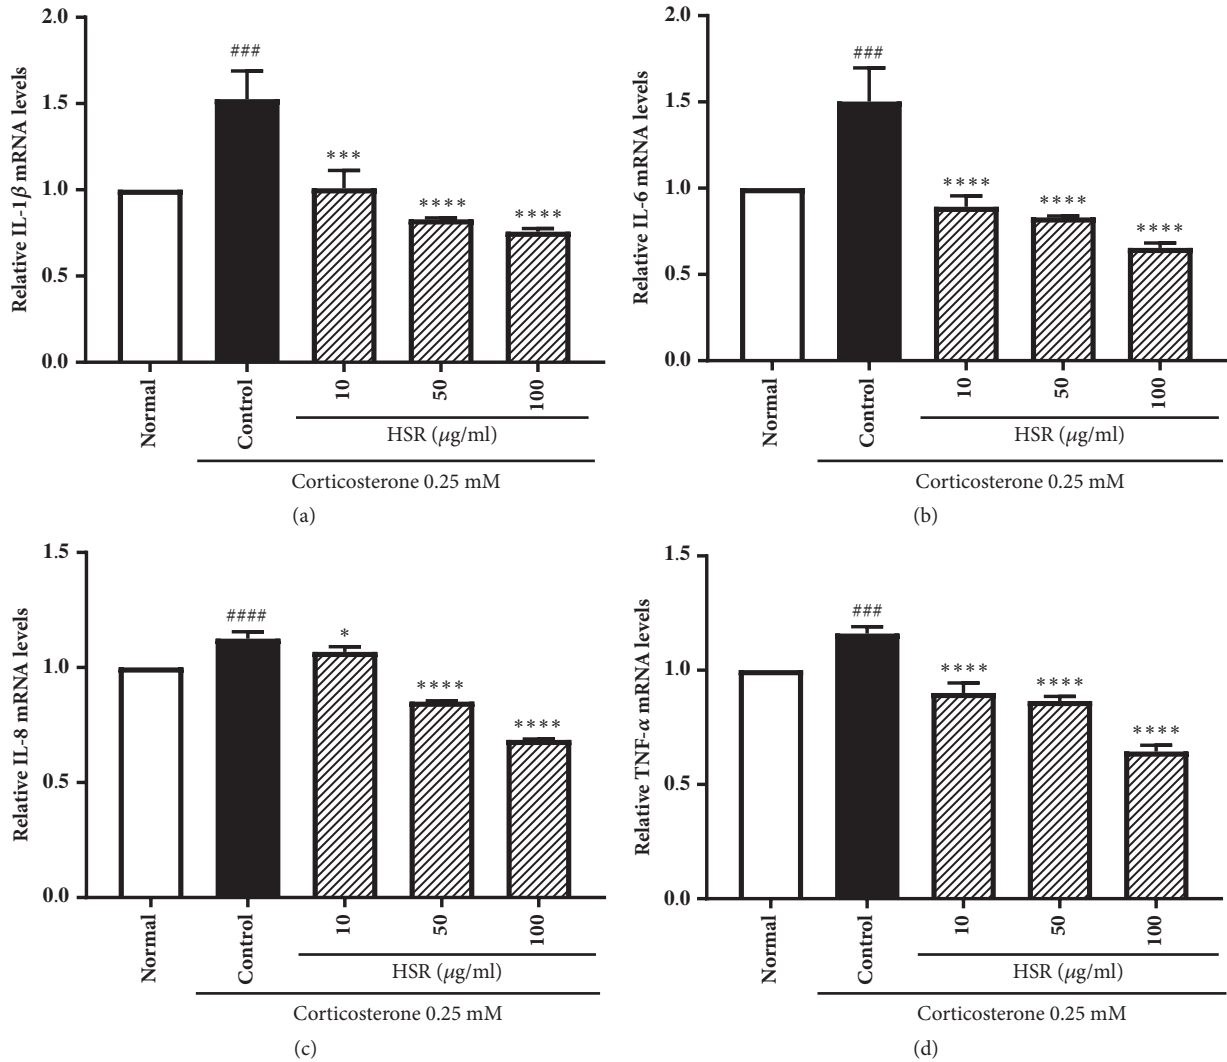 Relative IL-1β mRNA levels
2.0
1.5
1.0
0.5
0.0
###
***
****
****
Normal
Control
10
50
100
HSR (μg/ml)
Corticosterone 0.25 mM
(a)
Relative IL-6 mRNA levels
2.0
1.5
1.0
0.5
0.0
###
****
****
****
Normal
Control
10
50
100
HSR (μg/ml)
Corticosterone 0.25 mM
(b)
Relative IL-8 mRNA levels
1.5
1.0
0.5
0.0
####
*
****
****
Normal
Control
10
50
100
HSR (μg/ml)
Corticosterone 0.25 mM
(c)
Relative TNF-α mRNA levels
1.5
1.0
0.5
0.0
###
****
****
****
Normal
Control
10
50
100
HSR (μg/ml)
Corticosterone 0.25 mM
(d)